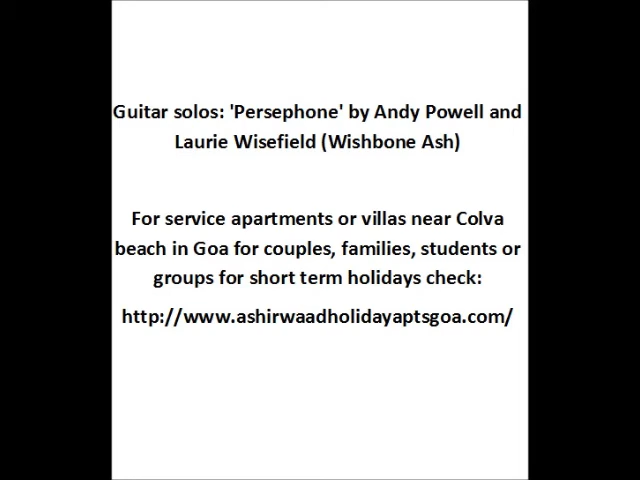 Guitar solos: 'Persephone' by Andy Powell and
Laurie Wisefield (Wishbone Ash)
For service apartments or villas near Colva
beach in Goa for couples, families, students or
groups for short term holidays check:
http://www.ashirwaadholidayaptsgoa.com/